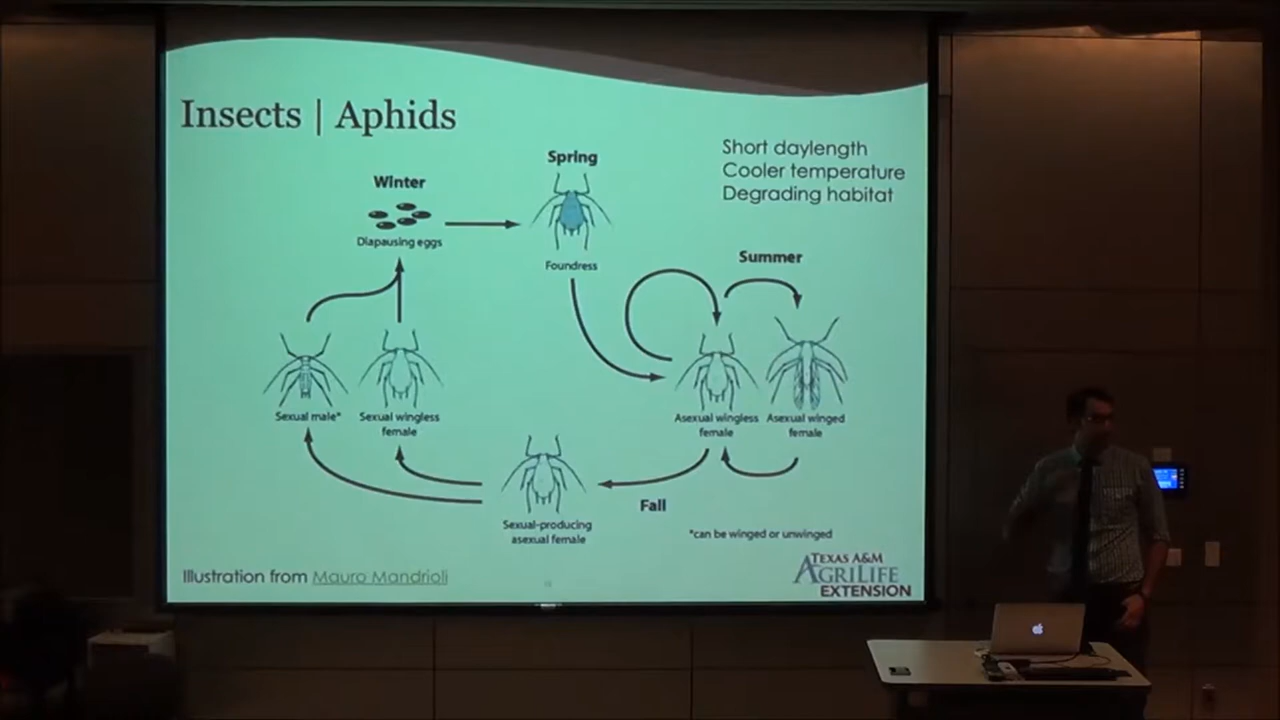 Insects | Aphids
Short daylength
Cooler temperature
Degrading habitat
Spring
Winter
Diapausing eggs
Foundress
Summer
Sexual male*
Sexual wingless
female
Asexual wingless
female
Asexual winged
female
Fall
Sexual-producing
asexual female
*can be winged or unwinged
Illustration from Mauro Mandrioli
TEXAS A&M
AGRILIFE
EXTENSION